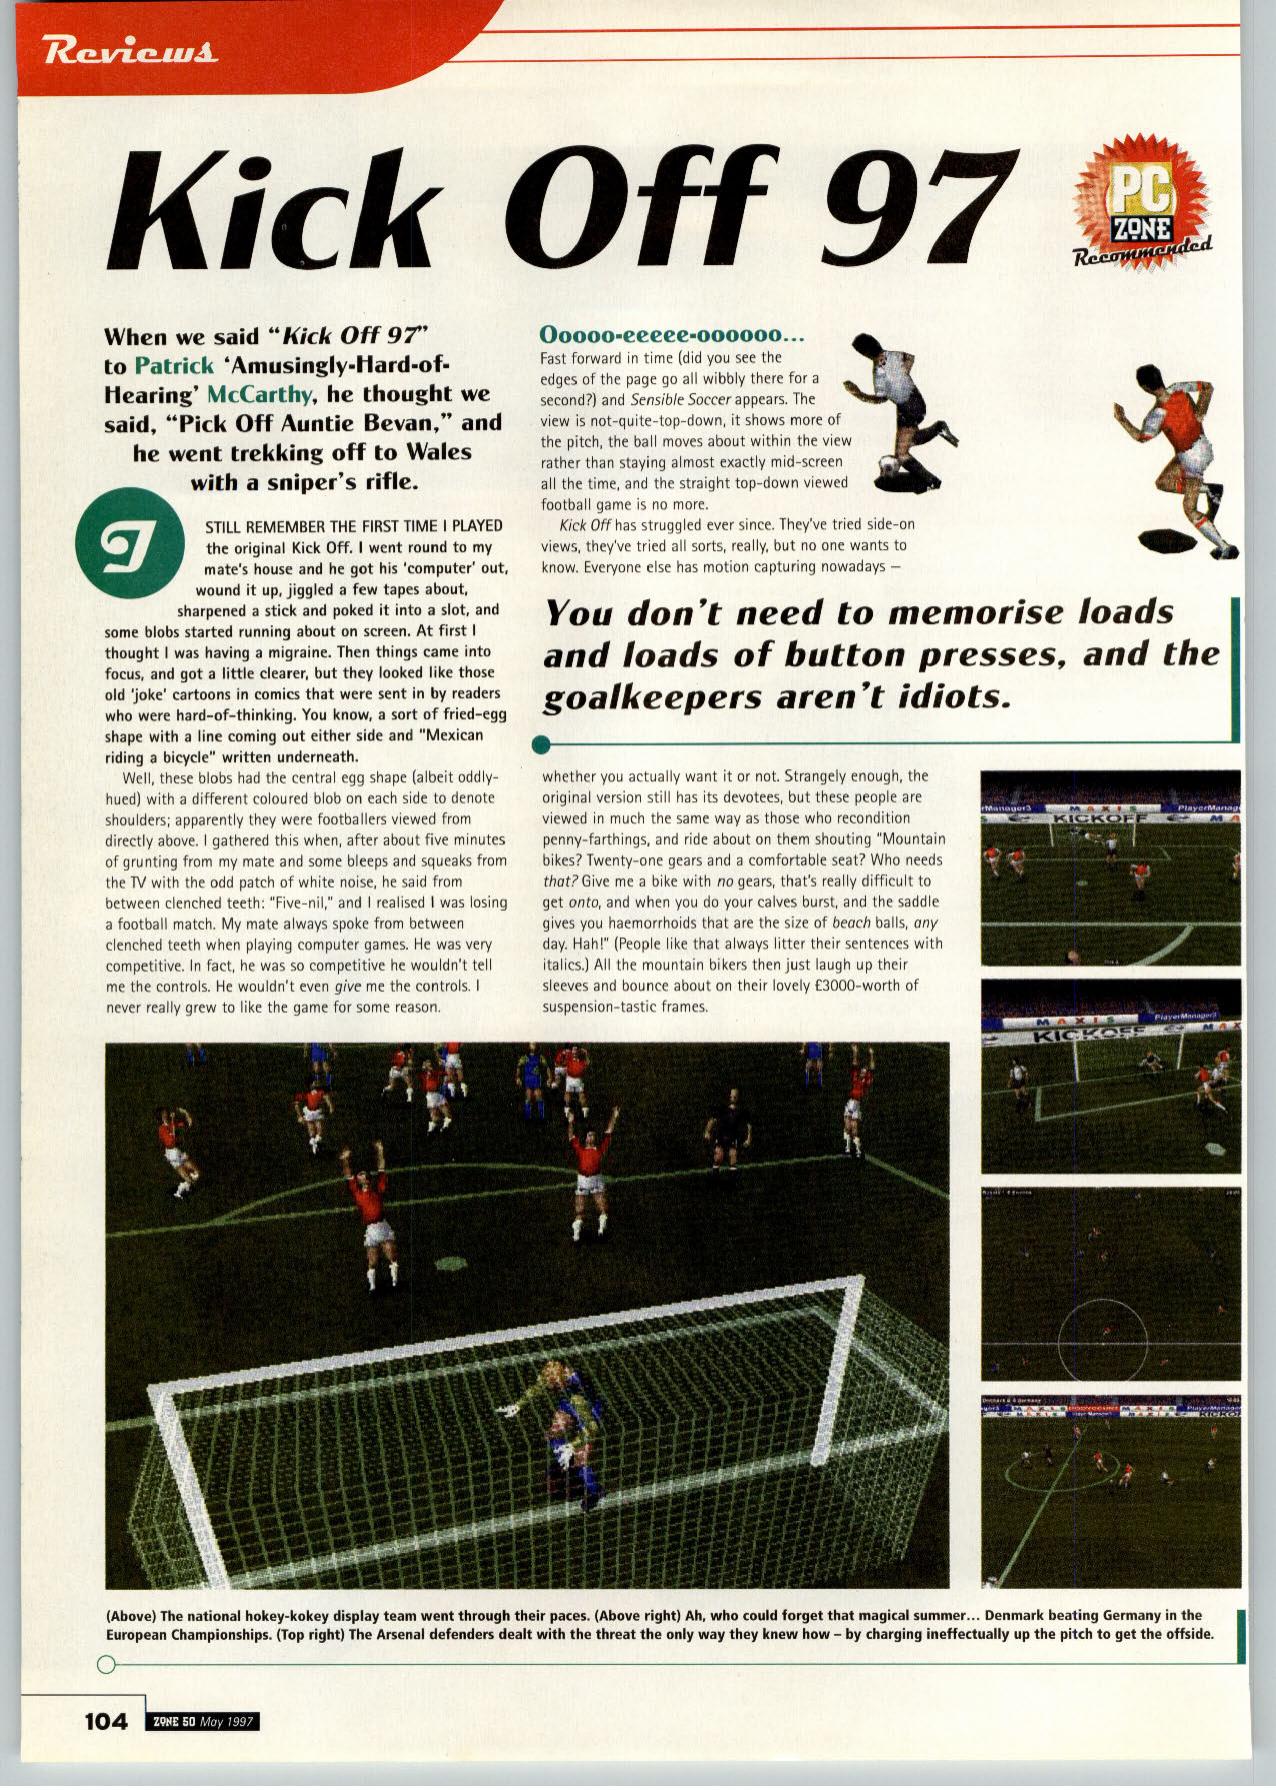 Reviews
Kick Off 97
PC
ZONE
Recommended
When we said “Kick Off 97”
to Patrick ‘Amusingly-Hard-of-
Hearing’ McCarthy, he thought we
said, “Pick Off Auntie Bevan,” and
he went trekking off to Wales
with a sniper’s rifle.
I STILL REMEMBER THE FIRST TIME I PLAYED
the original Kick Off. I went round to my
mate's house and he got his 'computer' out,
wound it up, jiggled a few tapes about,
sharpened a stick and poked it into a slot, and
some blobs started running about on screen. At first I
thought I was having a migraine. Then things came into
focus, and got a little clearer, but they looked like those
old 'joke' cartoons in comics that were sent in by readers
who were hard-of-thinking. You know, a sort of fried-egg
shape with a line coming out either side and "Mexican
riding a bicycle" written underneath.
Well, these blobs had the central egg shape (albeit oddly-
hued) with a different coloured blob on each side to denote
shoulders; apparently they were footballers viewed from
directly above. I gathered this when, after about five minutes
of grunting from my mate and some bleeps and squeaks from
the TV with the odd patch of white noise, he said from
between clenched teeth: "Five-nil," and I realised I was losing
a football match. My mate always spoke from between
clenched teeth when playing computer games. He was very
competitive. In fact, he was so competitive he wouldn't tell
me the controls. He wouldn't even give me the controls. I
never really grew to like the game for some reason.
Ooooo-eeeee-oooooo...
Fast forward in time (did you see the
edges of the page go all wibbly there for a
second?) and Sensible Soccer appears. The
view is not-quite-top-down, it shows more of
the pitch, the ball moves about within the view
rather than staying almost exactly mid-screen
all the time, and the straight top-down viewed
football game is no more.
Kick Off has struggled ever since. They've tried side-on
views, they've tried all sorts, really, but no one wants to
know. Everyone else has motion capturing nowadays –
You don’t need to memorise loads
and loads of button presses, and the
goalkeepers aren’t idiots.
whether you actually want it or not. Strangely enough, the
original version still has its devotees, but these people are
viewed in much the same way as those who recondition
penny-farthings, and ride about on them shouting "Mountain
bikes? Twenty-one gears and a comfortable seat? Who needs
that? Give me a bike with no gears, that's really difficult to
get onto, and when you do your calves burst, and the saddle
gives you haemorrhoids that are the size of beach balls, any
day. Hah!" (People like that always litter their sentences with
italics.) All the mountain bikers then just laugh up their
sleeves and bounce about on their lovely £3000-worth of
suspension-tastic frames.
MAXIS PlayerManag
KICKOFF
MAXIS PlayerManager3
KICKOFF MAX
MAXIS PlayerManager
KICKO
(Above) The national hokey-kokey display team went through their paces. (Above right) Ah, who could forget that magical summer... Denmark beating Germany in the
European Championships. (Top right) The Arsenal defenders dealt with the threat the only way they knew how – by charging ineffectually up the pitch to get the offside.
104 ZONE 50 May 1997